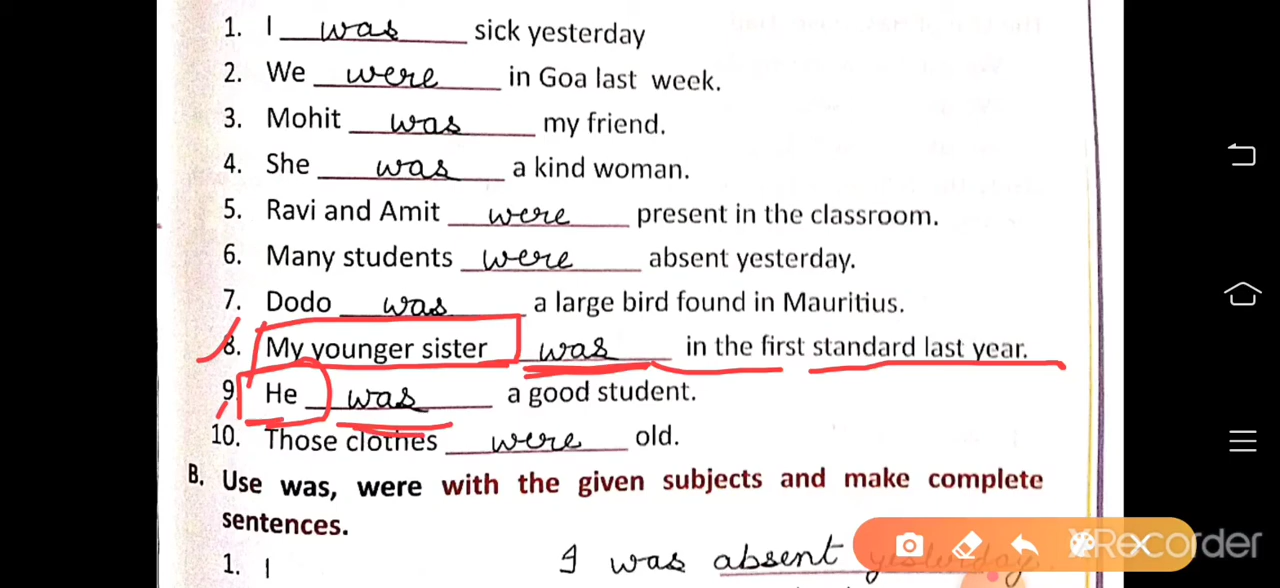 1. I was sick yesterday
2. We were in Goa last week.
3. Mohit was my friend.
4. She was a kind woman.
5. Ravi and Amit were present in the classroom.
6. Many students were absent yesterday.
7. Dodo was a large bird found in Mauritius.
8. My younger sister was in the first standard last year.
9. He was a good student.
10. Those clothes were old.
B. Use was, were with the given subjects and make complete
sentences.
1. I I was absent yesterday.
XRecorder